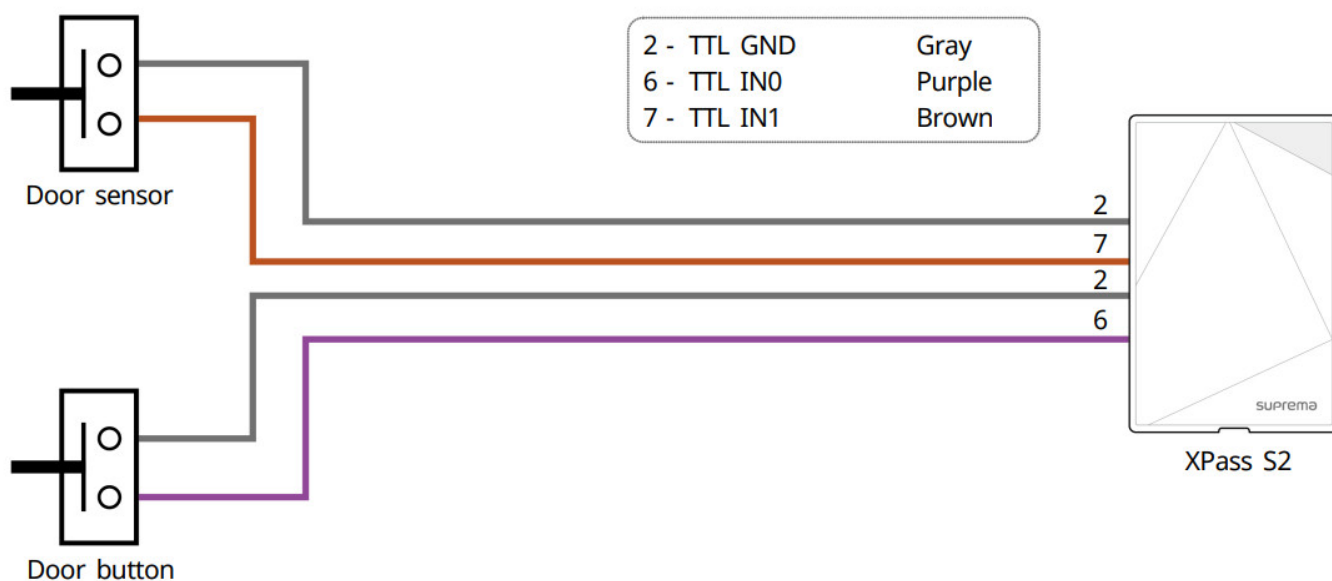 2 - TTL GND Gray
6 - TTL IN0 Purple
7 - TTL IN1 Brown
Door sensor
2
7
2
6
suprema
XPass S2
Door button